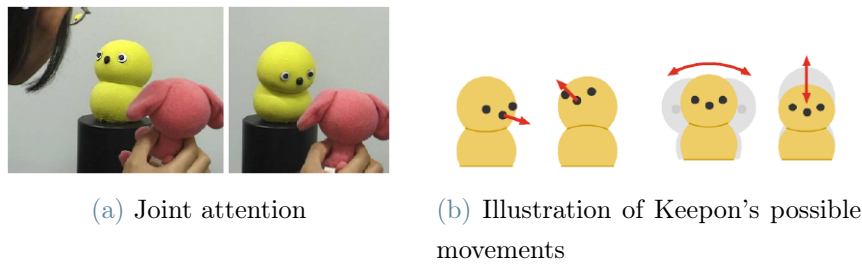 (a) Joint attention
(b) Illustration of Keepon's possible
movements